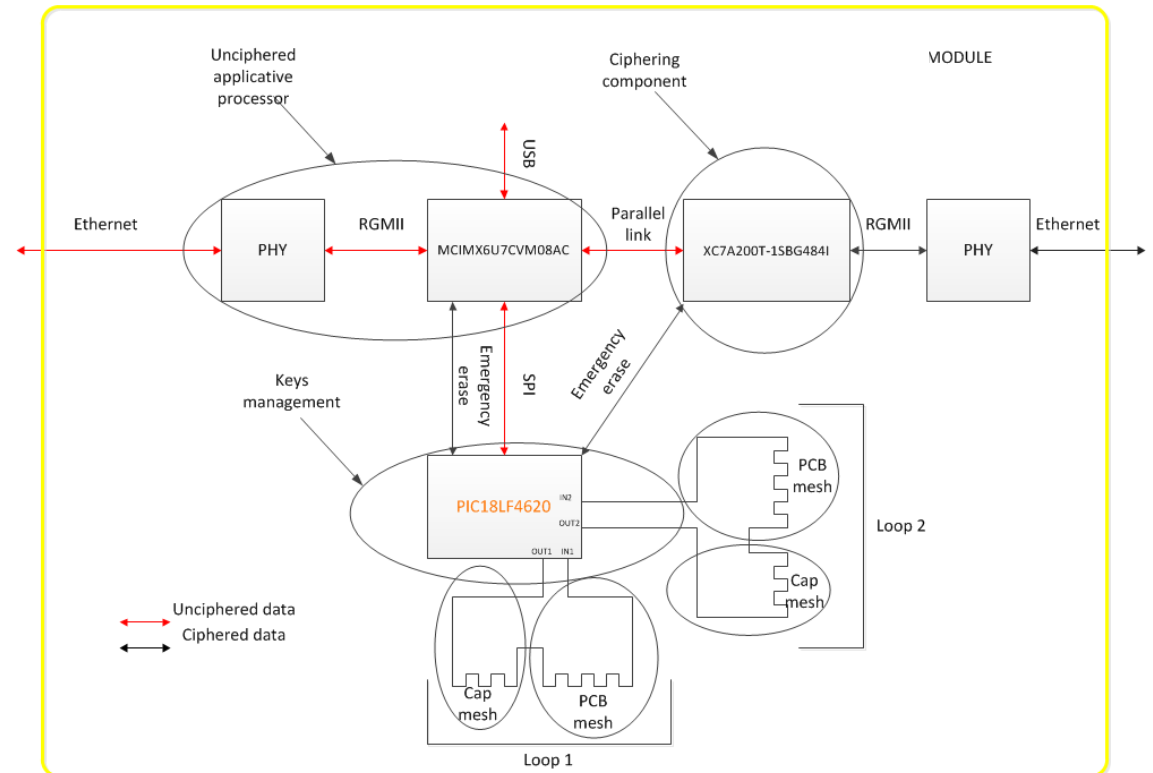 Unciphered
applicative
processor
Ciphering
component
MODULE
USB
Ethernet
RGMII
Parallel
link
RGMII
Ethernet
PHY
MCIMX6U7CVM08AC
XC7A200T-1SBG484I
PHY
Emergency
erase
SPI
Emergency
erase
Keys
management
PIC18LF4620
IN2
OUT2
OUT1
IN1
PCB
mesh
Loop 2
Cap
mesh
Unciphered data
Ciphered data
Cap
mesh
PCB
mesh
Loop 1